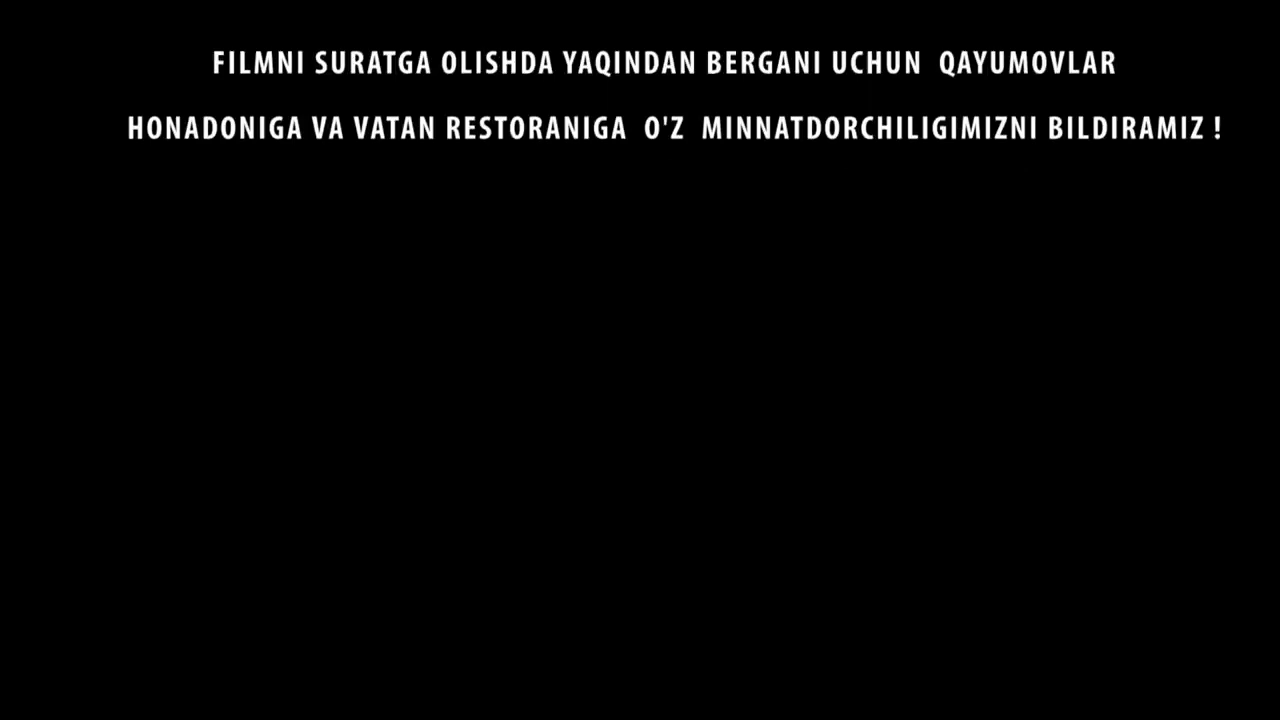 FILMNI SURATGA OLISHDA YAQINDAN BERGANI UCHUN QAYUMOVLAR
HONADONIGA VA VATAN RESTORANIGA O'Z MINNATDORCHILIGIMIZNI BILDIRAMIZ !